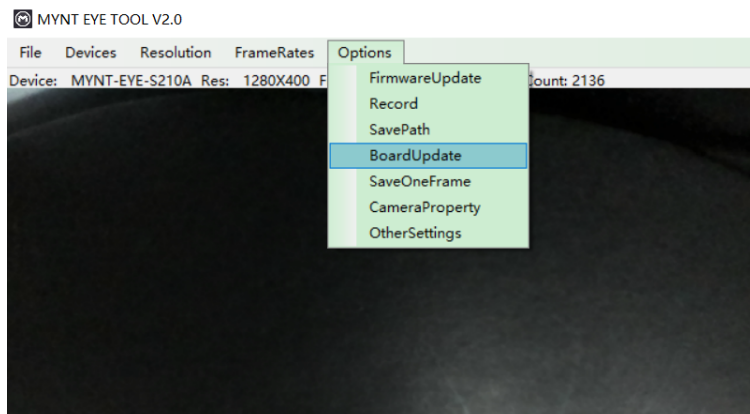 MYNT EYE TOOL V2.0
File Devices Resolution FrameRates Options
Device: MYNT-EYE-S210A Res: 1280X400 F
ount: 2136
FirmwareUpdate
Record
SavePath
BoardUpdate
SaveOneFrame
CameraProperty
OtherSettings